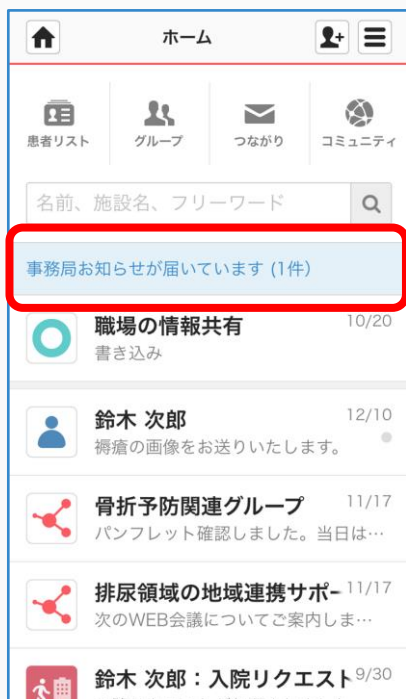 ホーム
患者リスト
グループ
つながり
コミュニティ
名前、施設名、フリーワード
事務局お知らせが届いています (1件)
職場の情報共有 10/20
書き込み
鈴木 次郎 12/10
褥瘡の画像をお送りいたします。
骨折予防関連グループ 11/17
パンフレット確認しました。当日は…
排尿領域の地域連携サポー 11/17
次のWEB会議についてご案内しま…
鈴木 次郎：入院リクエスト 9/30